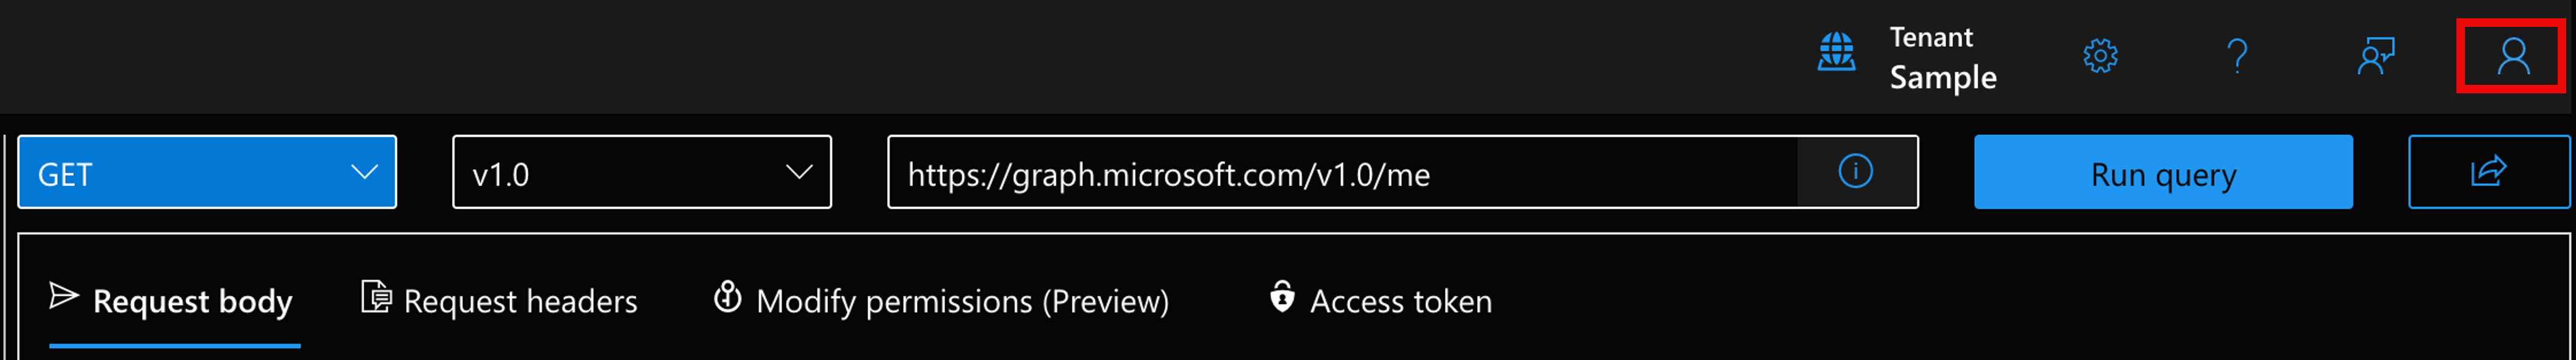 Tenant
Sample
GET
v1.0
https://graph.microsoft.com/v1.0/me
Run query
Request body
Request headers
Modify permissions (Preview)
Access token